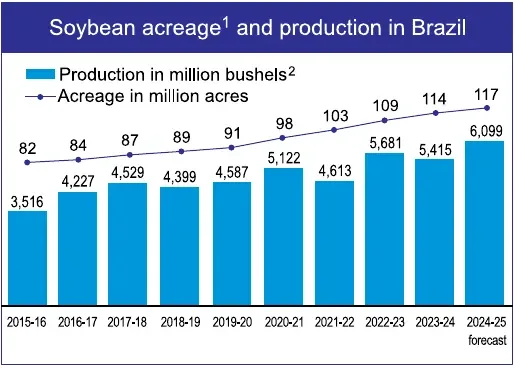 Soybean acreage¹ and production in Brazil
Production in million bushels²
Acreage in million acres
82 84 87 89 91 98 103 109 114 117
3,516 4,227 4,529 4,399 4,587 5,122 4,613 5,681 5,415 6,099
2015-16 2016-17 2017-18 2018-19 2019-20 2020-21 2021-22 2022-23 2023-24 2024-25
forecast